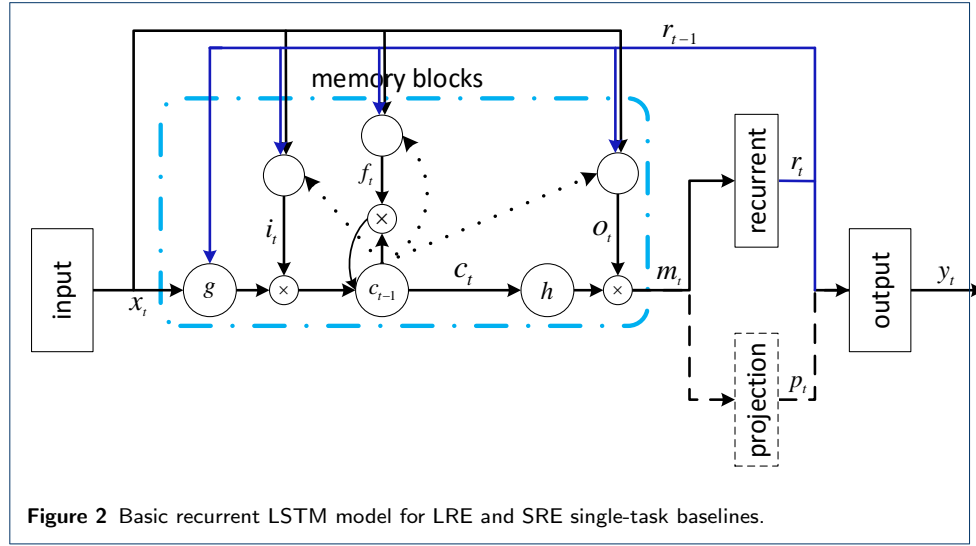 r_{t-1}
memory blocks
f_t
i_t
o_t
recurrent
r_t
input
x_t
g
×
×
c_{t-1}
c_t
h
×
m_t
output
y_t
projection
p_t
Figure 2 Basic recurrent LSTM model for LRE and SRE single-task baselines.